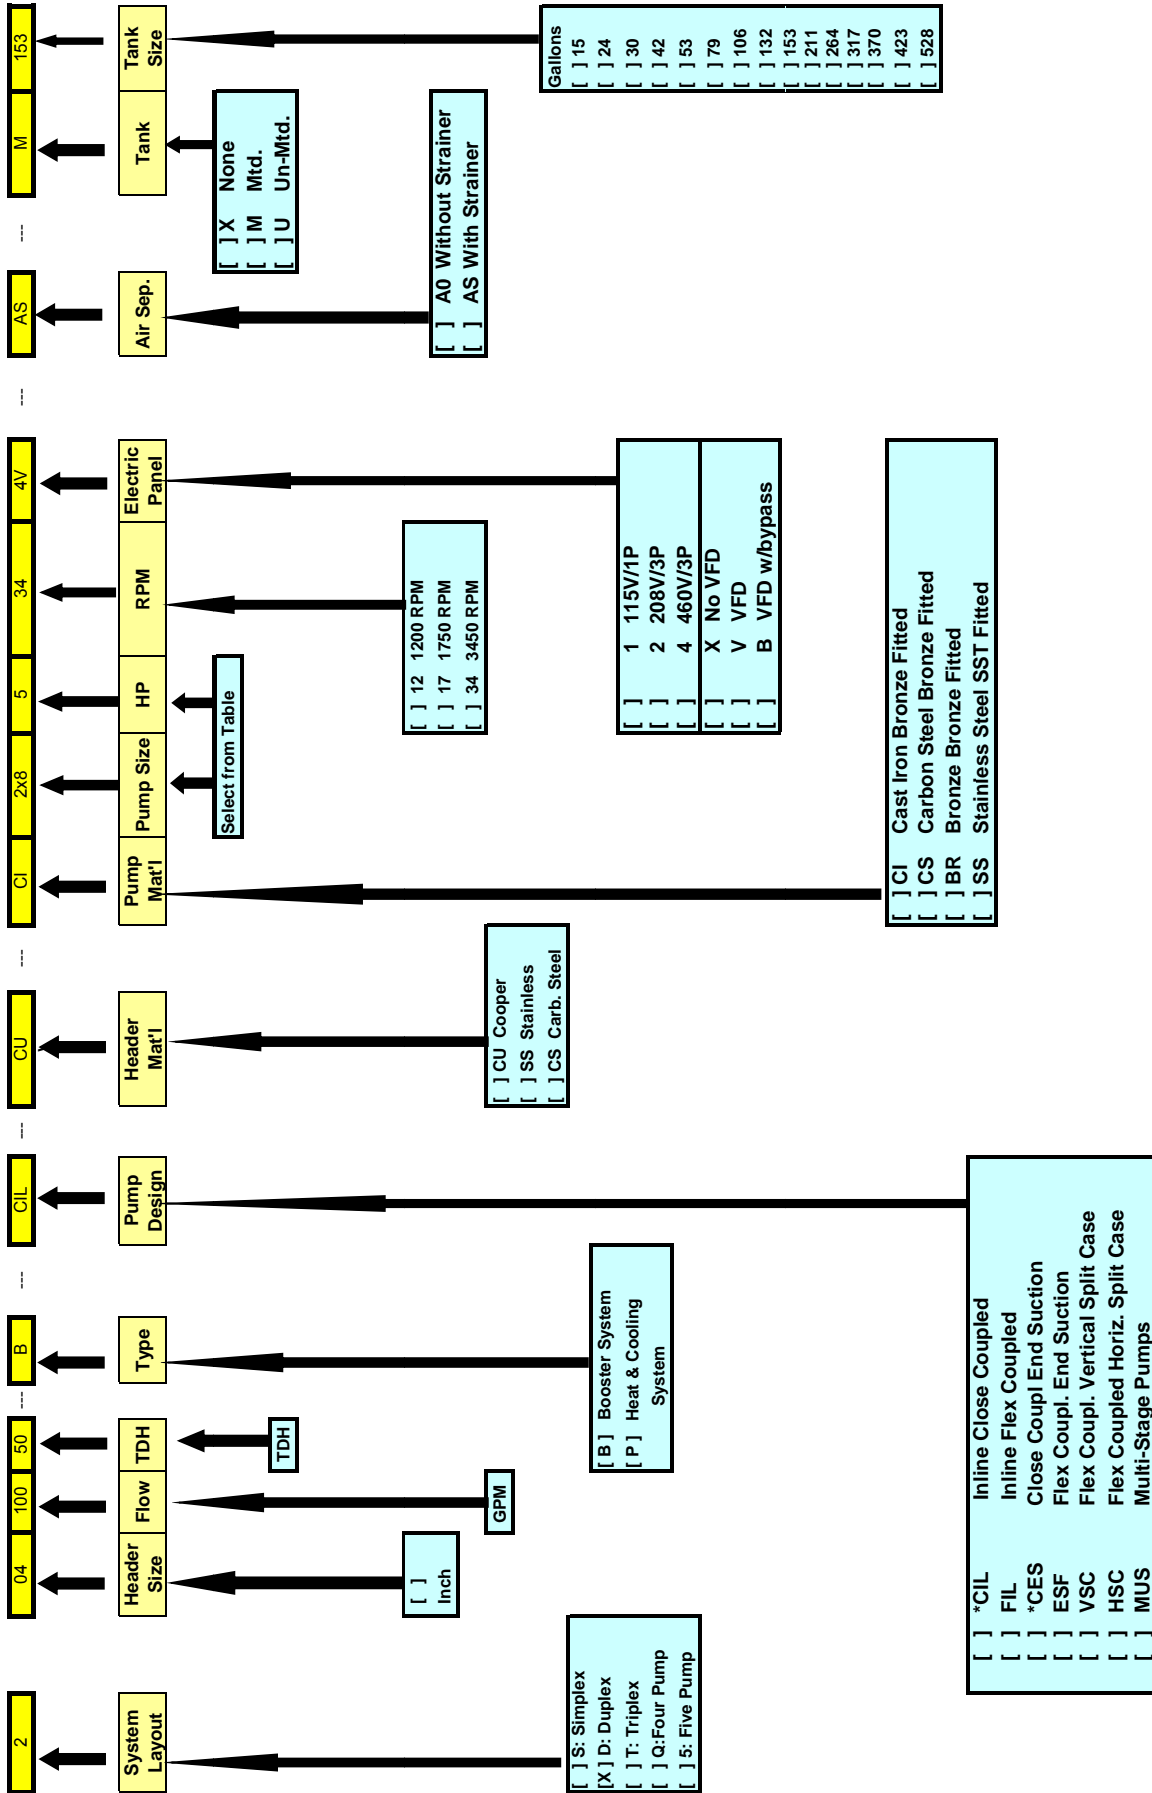 2
04
100
50
---
B
---
CIL
---
CU
---
CI
2x8
5
34
4V
---
AS
---
M
153
System
Layout
Header
Size
Flow
TDH
Type
Pump
Design
Header
Mat'l
Pump
Mat'l
Pump Size
HP
RPM
Electric
Panel
Air Sep.
Tank
Tank
Size
[ ] S: Simplex
[X ] D: Duplex
[ ] T: Triplex
[ ] Q:Four Pump
[ ] 5: Five Pump
[ ]
Inch
GPM
TDH
[ B ] Booster System
[ P ] Heat & Cooling
System
[ ] *CIL Inline Close Coupled
[ ] FIL Inline Flex Coupled
[ ] *CES Close Coupl End Suction
[ ] ESF Flex Coupl. End Suction
[ ] VSC Flex Coupl. Vertical Split Case
[ ] HSC Flex Coupled Horiz. Split Case
[ ] MUS Multi-Stage Pumps
[ ] CU Cooper
[ ] SS Stainless
[ ] CS Carb. Steel
[ ] CI Cast Iron Bronze Fitted
[ ] CS Carbon Steel Bronze Fitted
[ ] BR Bronze Bronze Fitted
[ ] SS Stainless Steel SST Fitted
Select from Table
[ ] 12 1200 RPM
[ ] 17 1750 RPM
[ ] 34 3450 RPM
[ ] 1 115V/1P
[ ] 2 208V/3P
[ ] 4 460V/3P
[ ] X No VFD
[ ] V VFD
[ ] B VFD w/bypass
[ ] A0 Without Strainer
[ ] AS With Strainer
[ ] X None
[ ] M Mtd.
[ ] U Un-Mtd.
Gallons
[ ] 15
[ ] 24
[ ] 30
[ ] 42
[ ] 53
[ ] 79
[ ] 106
[ ] 132
[ ] 153
[ ] 211
[ ] 264
[ ] 317
[ ] 370
[ ] 423
[ ] 528